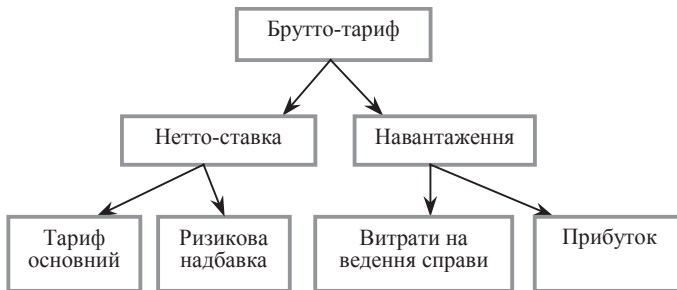 Брутто-тариф
Нетто-ставка
Навантаження
Тариф
основний
Ризикова
надбавка
Витрати на
ведення справи
Прибуток